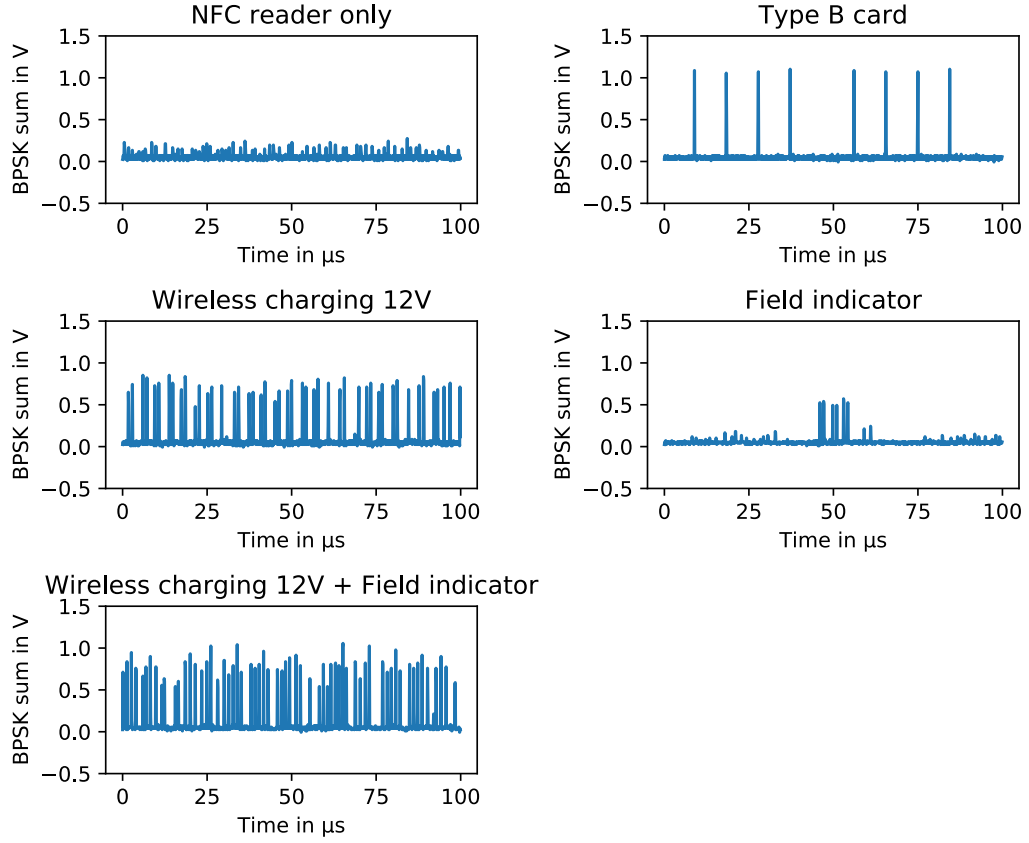 NFC reader only
1.5
1.0
0.5
0.0
−0.5
BPSK sum in V
0 25 50 75 100
Time in μs
Type B card
1.5
1.0
0.5
0.0
−0.5
BPSK sum in V
0 25 50 75 100
Time in μs
Wireless charging 12V
1.5
1.0
0.5
0.0
−0.5
BPSK sum in V
0 25 50 75 100
Time in μs
Field indicator
1.5
1.0
0.5
0.0
−0.5
BPSK sum in V
0 25 50 75 100
Time in μs
Wireless charging 12V + Field indicator
1.5
1.0
0.5
0.0
−0.5
BPSK sum in V
0 25 50 75 100
Time in μs